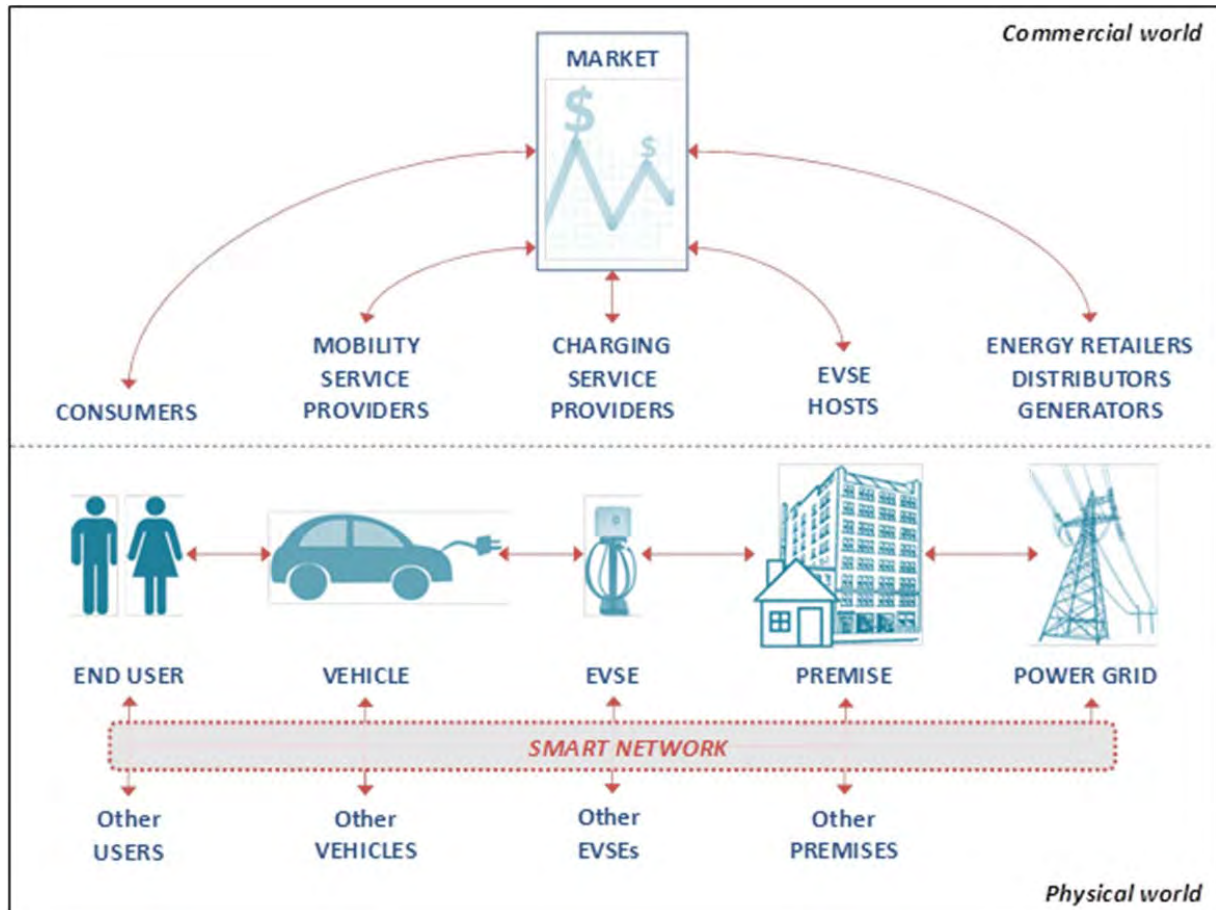 Commercial world
MARKET
$
$
CONSUMERS
MOBILITY
SERVICE
PROVIDERS
CHARGING
SERVICE
PROVIDERS
EVSE
HOSTS
ENERGY RETAILERS
DISTRIBUTORS
GENERATORS
END USER
VEHICLE
EVSE
PREMISE
POWER GRID
SMART NETWORK
Other
USERS
Other
VEHICLES
Other
EVSEs
Other
PREMISES
Physical world